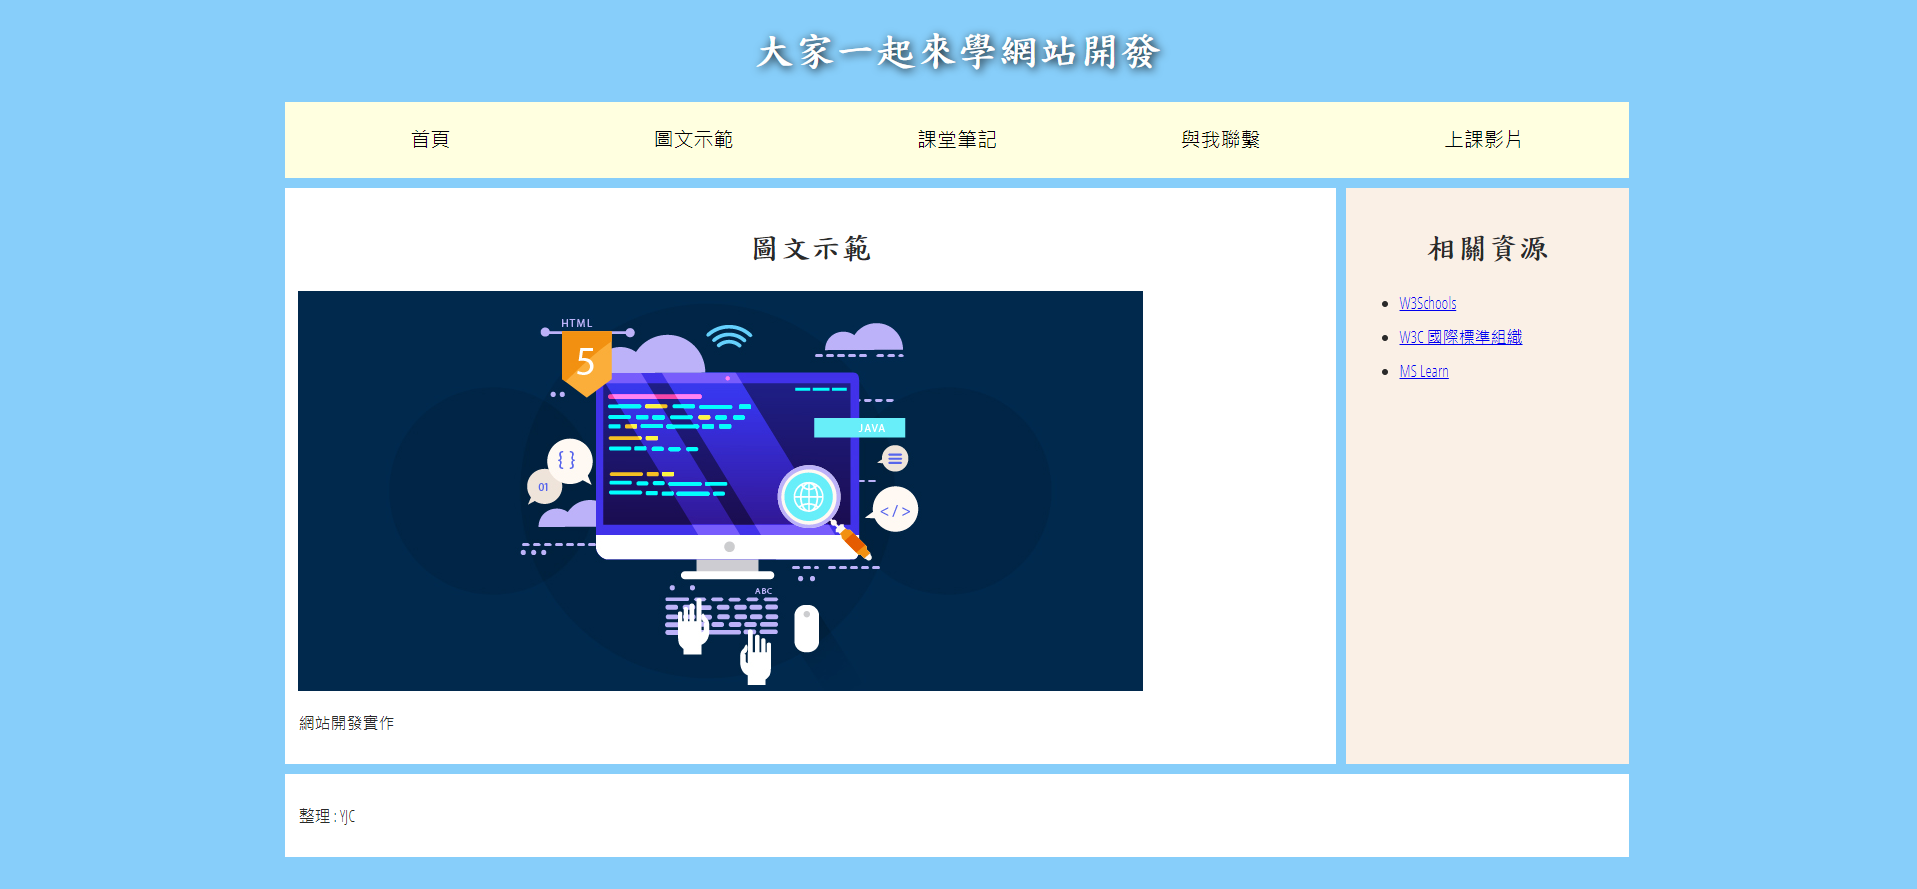 大家一起來學網站開發
首頁 圖文示範 課堂筆記 與我聯繫 上課影片
圖文示範
HTML
5
JAVA
{ }
01
</>
ABC
網站開發實作
相關資源
W3Schools
W3C 國際標準組織
MS Learn
整理 : YJC